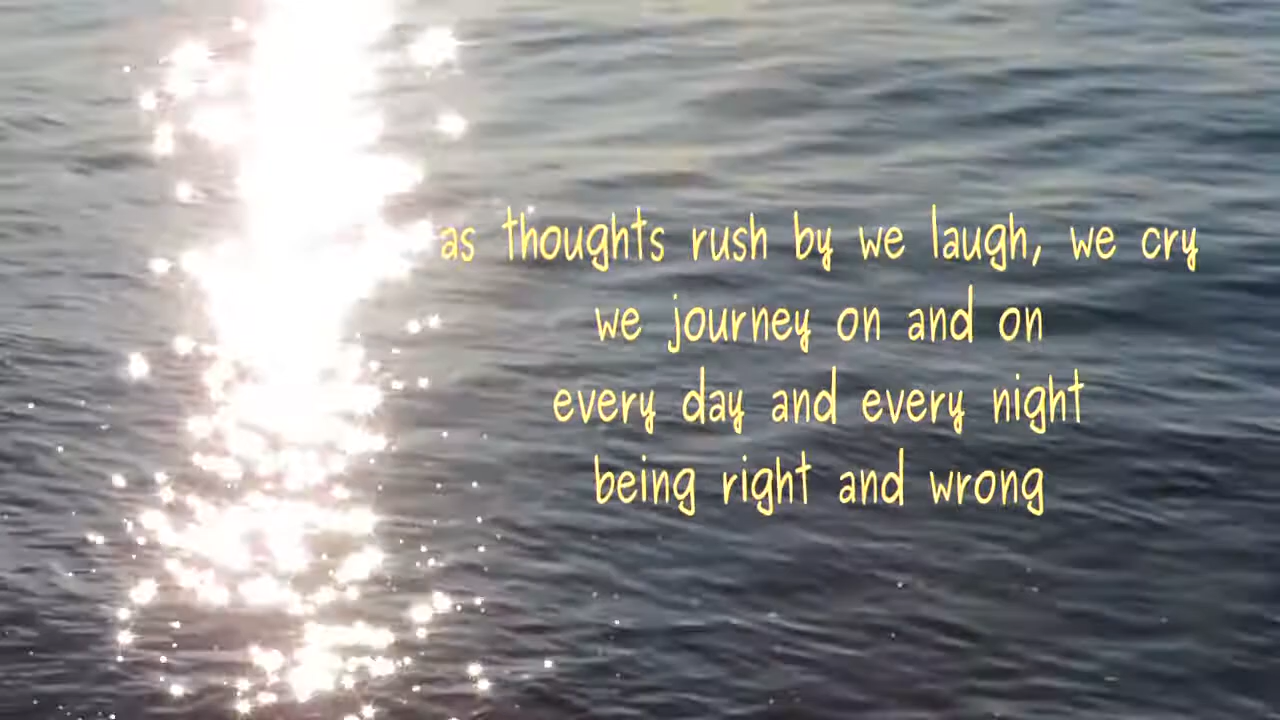 as thoughts rush by we laugh, we cry
we journey on and on
every day and every night
being right and wrong